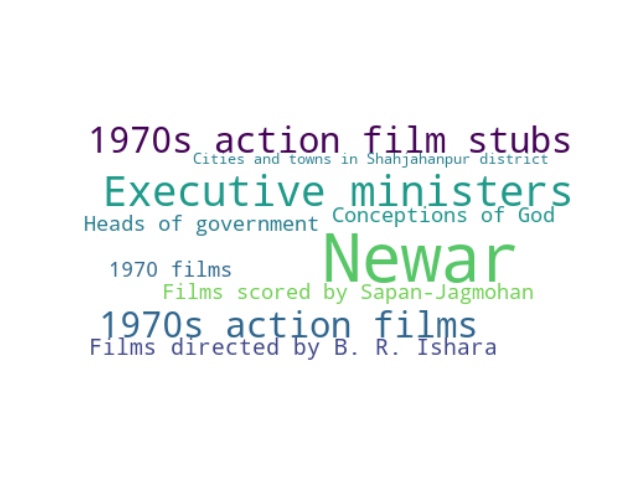 1970s action film stubs
Cities and towns in Shahjahanpur district
Executive ministers
Conceptions of God
Heads of government
Newar
1970 films
Films scored by Sapan-Jagmohan
1970s action films
Films directed by B. R. Ishara